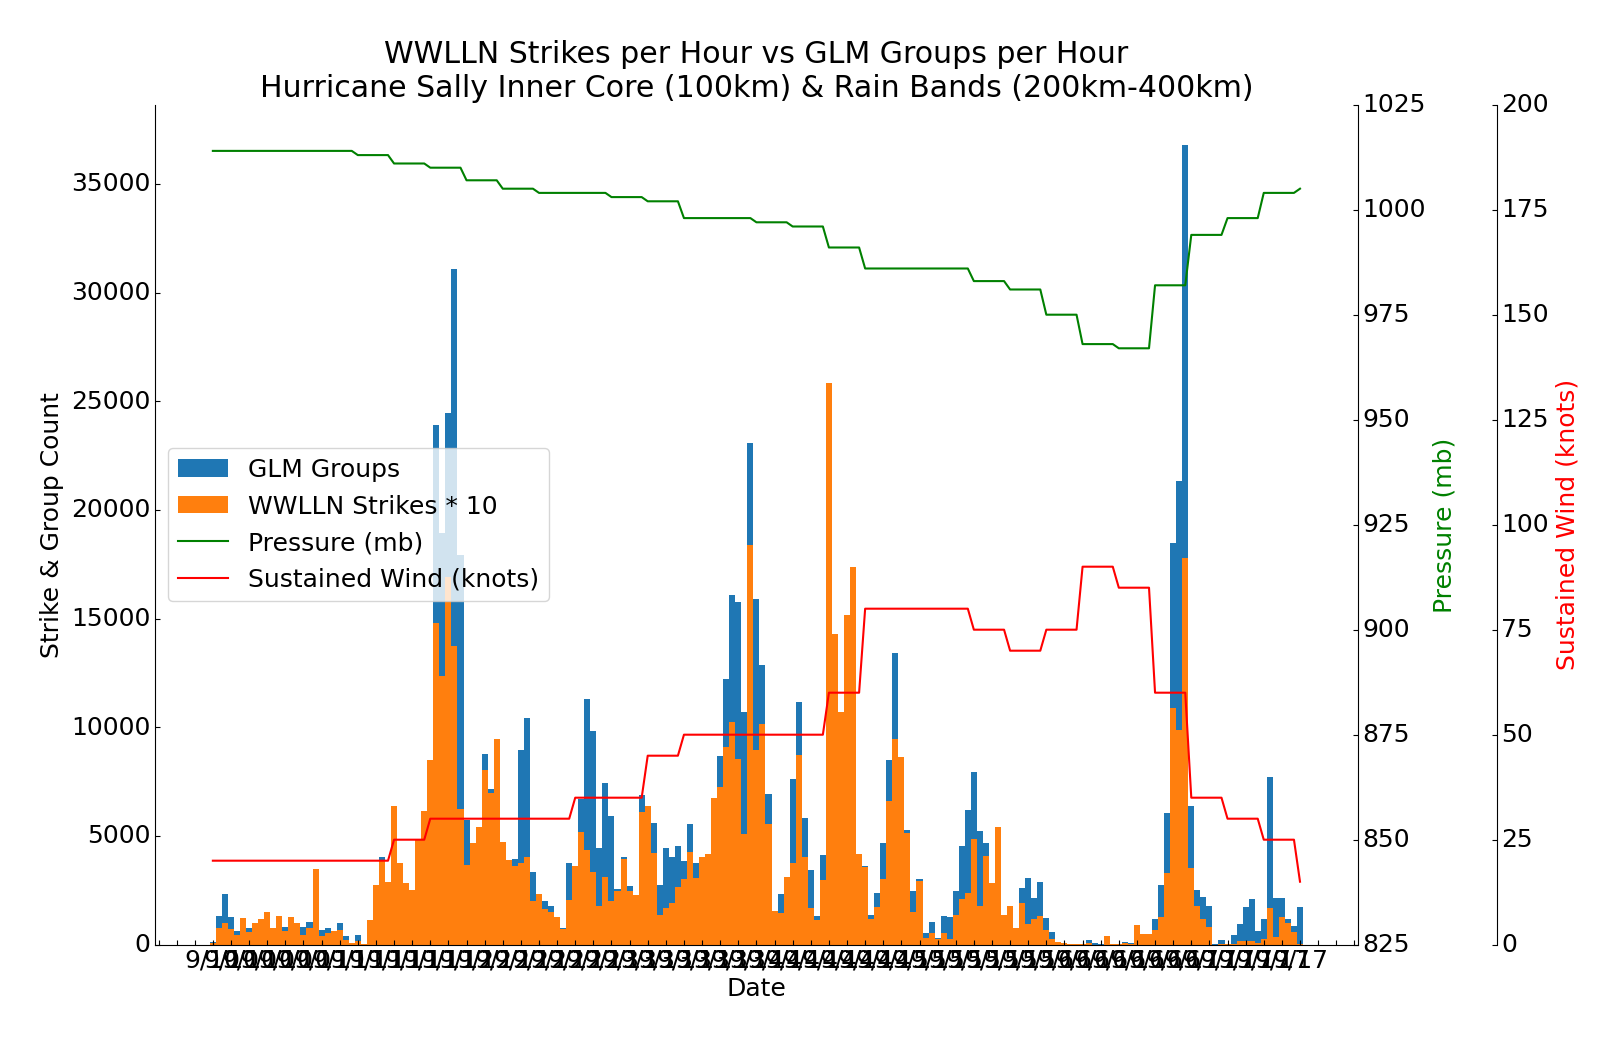 WWLLN Strikes per Hour vs GLM Groups per Hour
Hurricane Sally Inner Core (100km) & Rain Bands (200km-400km)
Strike & Group Count
35000
30000
25000
20000
15000
10000
5000
0
GLM Groups
WWLLN Strikes * 10
Pressure (mb)
Sustained Wind (knots)
1025
1000
975
950
925
900
875
850
825
Pressure (mb)
200
175
150
125
100
75
50
25
0
Sustained Wind (knots)
Date